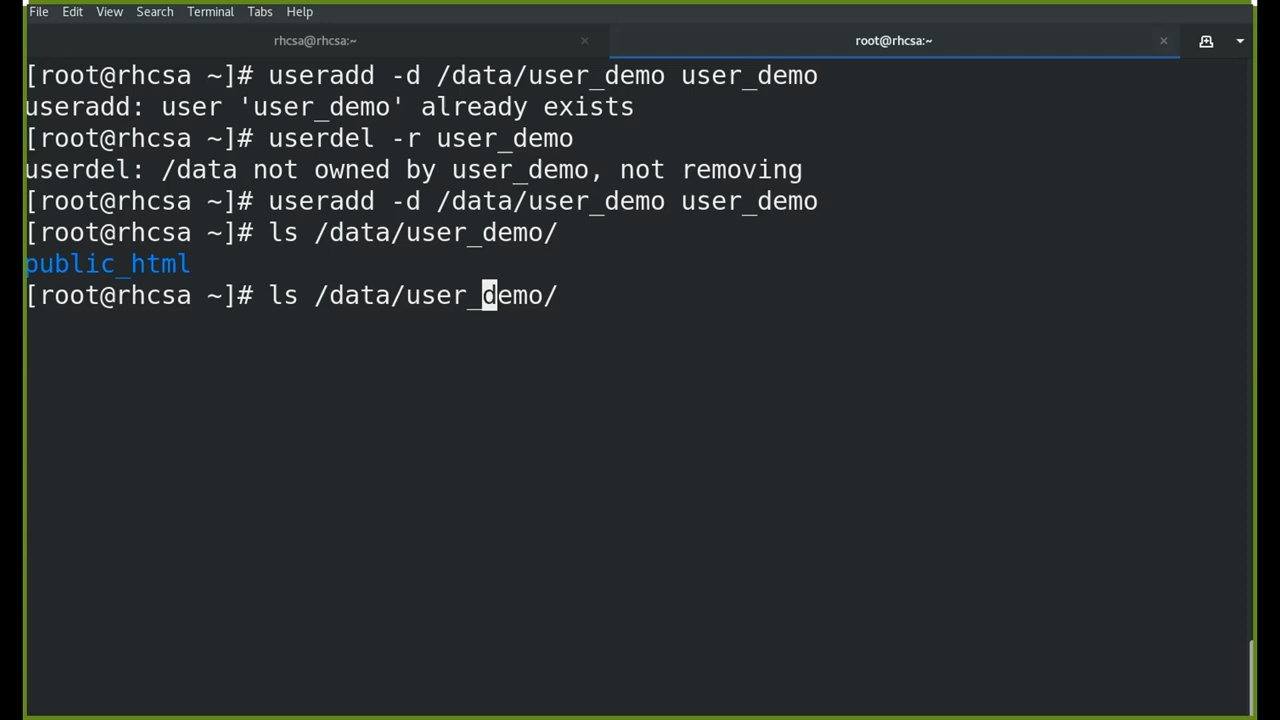 File Edit View Search Terminal Tabs Help
rhcsa@rhcsa:~ × root@rhcsa:~ ×
[root@rhcsa ~]# useradd -d /data/user_demo user_demo
useradd: user 'user_demo' already exists
[root@rhcsa ~]# userdel -r user_demo
userdel: /data not owned by user_demo, not removing
[root@rhcsa ~]# useradd -d /data/user_demo user_demo
[root@rhcsa ~]# ls /data/user_demo/
public_html
[root@rhcsa ~]# ls /data/user_demo/